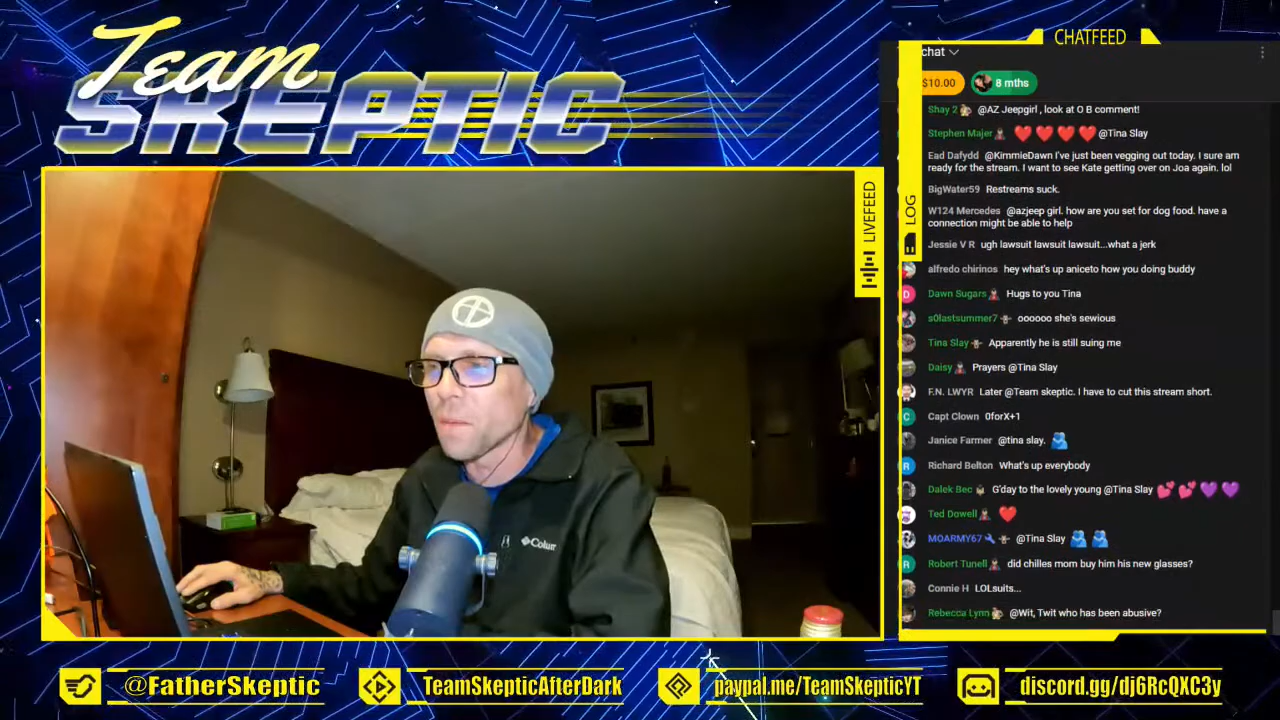 Team
SKEPTIC
CHATFEED
chat
$10.00
8 mths
LIVEFEED
LOG
Shay 2 @AZ Jeepgirl , look at O B comment!
Stephen Majer @Tina Slay
Ead Dafydd @KimmieDawn I've just been vegging out today. I sure am
ready for the stream. I want to see Kate getting over on Joa again. lol
BigWater59 Restreams suck.
W124 Mercedes @azjeep girl. how are you set for dog food. have a
connection might be able to help
Jessie V R ugh lawsuit lawsuit lawsuit...what a jerk
alfredo chirinos hey what's up aniceto how you doing buddy
Dawn Sugars Hugs to you Tina
s0lastsummer7 oooooo she's sewious
Tina Slay Apparently he is still suing me
Daisy Prayers @Tina Slay
F.N. LWYR Later @Team skeptic. I have to cut this stream short.
Capt Clown 0forX+1
Janice Farmer @tina slay.
Richard Belton What's up everybody
Dalek Bec G'day to the lovely young @Tina Slay
Ted Dowell
MOARMY67 @Tina Slay
Robert Tunell did chilles mom buy him his new glasses?
Connie H LOLsuits...
Rebecca Lynn @Wit, Twit who has been abusive?
Colum
@FatherSkeptic
TeamSkepticAfterDark
paypal.me/TeamSkepticYT
discord.gg/dj6RcQXC3y